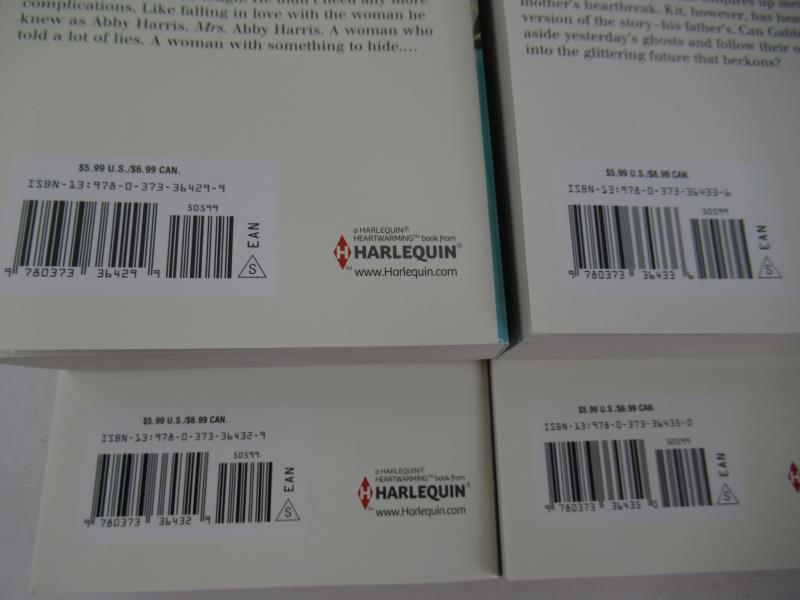 complications. Like falling in love with the woman he
knew as Abby Harris. Mrs. Abby Harris. A woman who
told a lot of lies. A woman with something to hide....
$5.99 U.S./$6.99 CAN.
ISBN-13:978-0-373-36429-9
50599
EAN
S
9 780373 36429 9
a HARLEQUIN®
HEARTWARMING™ book from
H HARLEQUIN®
™
www.Harlequin.com
mother's heartbreak. Kit, however, has
version of the story—his father's. Can
aside yesterday's ghosts and follow their
into the glittering future that beckons?
$5.99 U.S./$6.99 CAN.
ISBN-13:978-0-373-36433-6
50599
EAN
S
9 780373 36433 6
$5.99 U.S./$6.99 CAN.
ISBN-13:978-0-373-36432-9
50599
EAN
S
9 780373 36432 9
a HARLEQUIN®
HEARTWARMING™ book from
H HARLEQUIN®
™
www.Harlequin.com
$5.99 U.S./$6.99 CAN.
ISBN-13:978-0-373-36435-0
50599
EAN
S
9 780373 36435 0